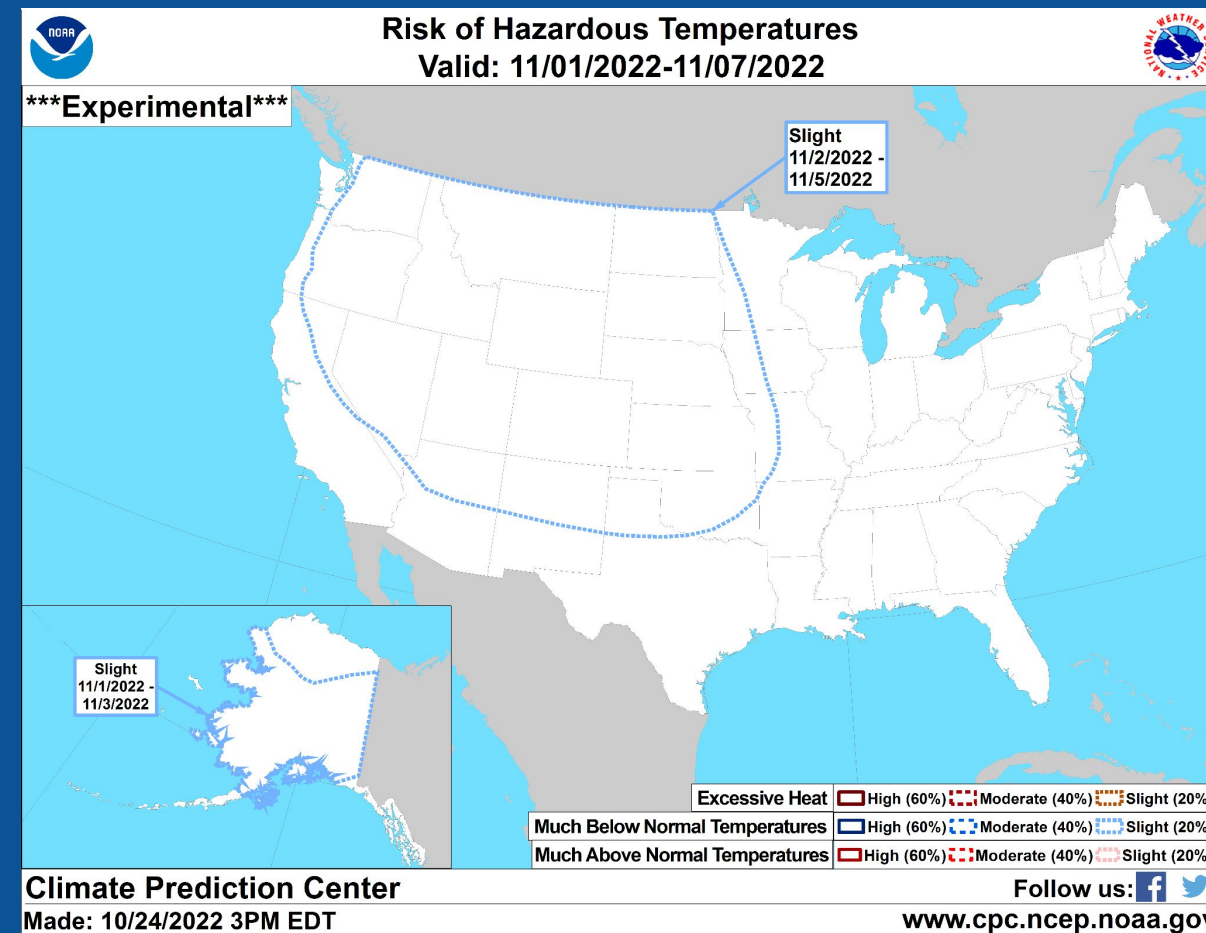 NOAA
Risk of Hazardous Temperatures
Valid: 11/01/2022-11/07/2022
NATIONAL WEATHER
***Experimental***
Slight
11/2/2022 -
11/5/2022
Slight
11/1/2022 -
11/3/2022
Excessive Heat High (60%) Moderate (40%) Slight (20%
Much Below Normal Temperatures High (60%) Moderate (40%) Slight (20%
Much Above Normal Temperatures High (60%) Moderate (40%) Slight (20%
Climate Prediction Center
Follow us: f
Made: 10/24/2022 3PM EDT
www.cpc.ncep.noaa.gov